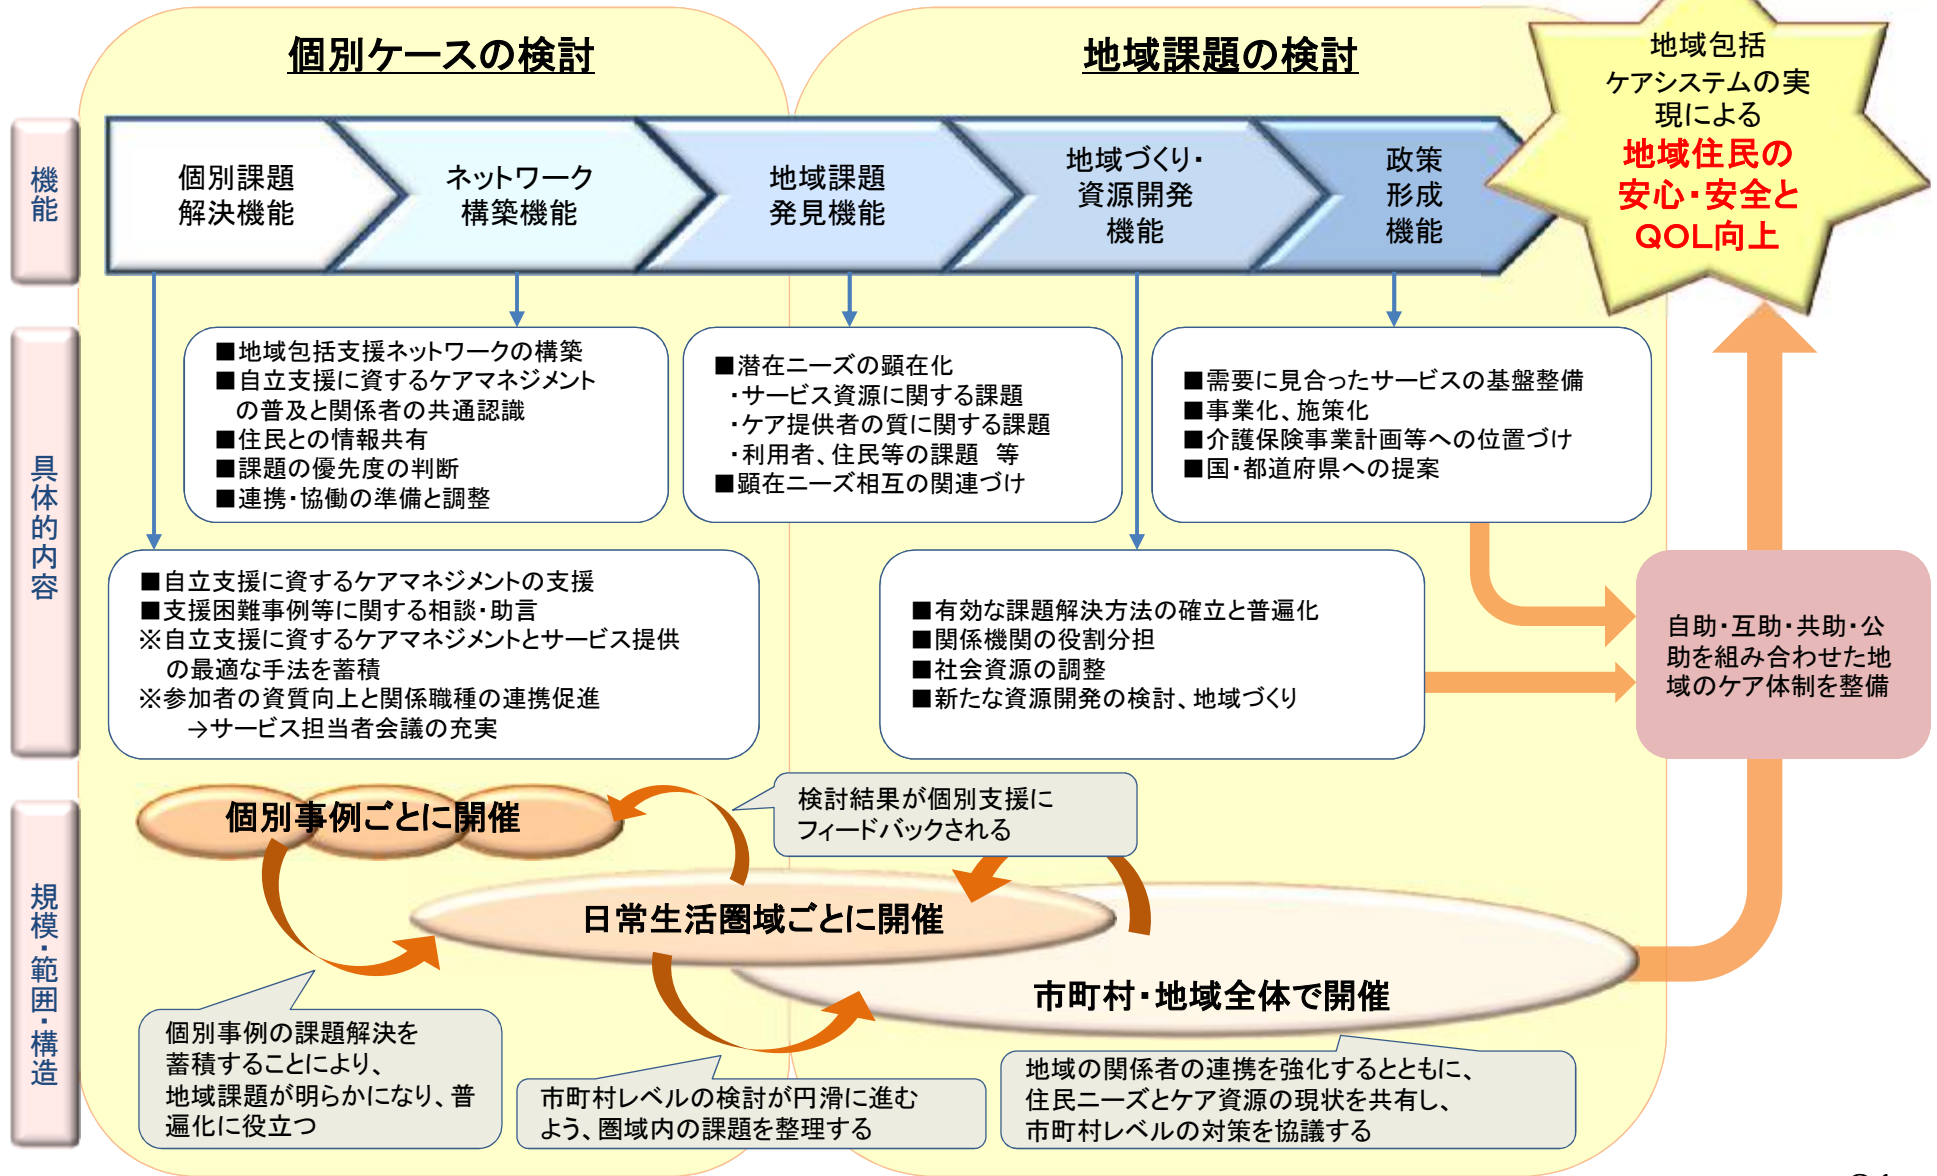 個別ケースの検討
地域課題の検討
地域包括
ケアシステムの実
現による
地域住民の
安心・安全と
QOL向上
機能
個別課題
解決機能
ネットワーク
構築機能
地域課題
発見機能
地域づくり・
資源開発
機能
政策
形成
機能
具体的内容
■地域包括支援ネットワークの構築
■自立支援に資するケアマネジメント
の普及と関係者の共通認識
■住民との情報共有
■課題の優先度の判断
■連携・協働の準備と調整
■潜在ニーズの顕在化
・サービス資源に関する課題
・ケア提供者の質に関する課題
・利用者、住民等の課題　等
■顕在ニーズ相互の関連づけ
■需要に見合ったサービスの基盤整備
■事業化、施策化
■介護保険事業計画等への位置づけ
■国・都道府県への提案
■自立支援に資するケアマネジメントの支援
■支援困難事例等に関する相談・助言
※自立支援に資するケアマネジメントとサービス提供
の最適な手法を蓄積
※参加者の資質向上と関係職種の連携促進
→サービス担当者会議の充実
■有効な課題解決方法の確立と普遍化
■関係機関の役割分担
■社会資源の調整
■新たな資源開発の検討、地域づくり
自助・互助・共助・公
助を組み合わせた地
域のケア体制を整備
規模・範囲・構造
個別事例ごとに開催
検討結果が個別支援に
フィードバックされる
日常生活圏域ごとに開催
市町村・地域全体で開催
個別事例の課題解決を
蓄積することにより、
地域課題が明らかになり、普
遍化に役立つ
市町村レベルの検討が円滑に進む
よう、圏域内の課題を整理する
地域の関係者の連携を強化するとともに、
住民ニーズとケア資源の現状を共有し、
市町村レベルの対策を協議する